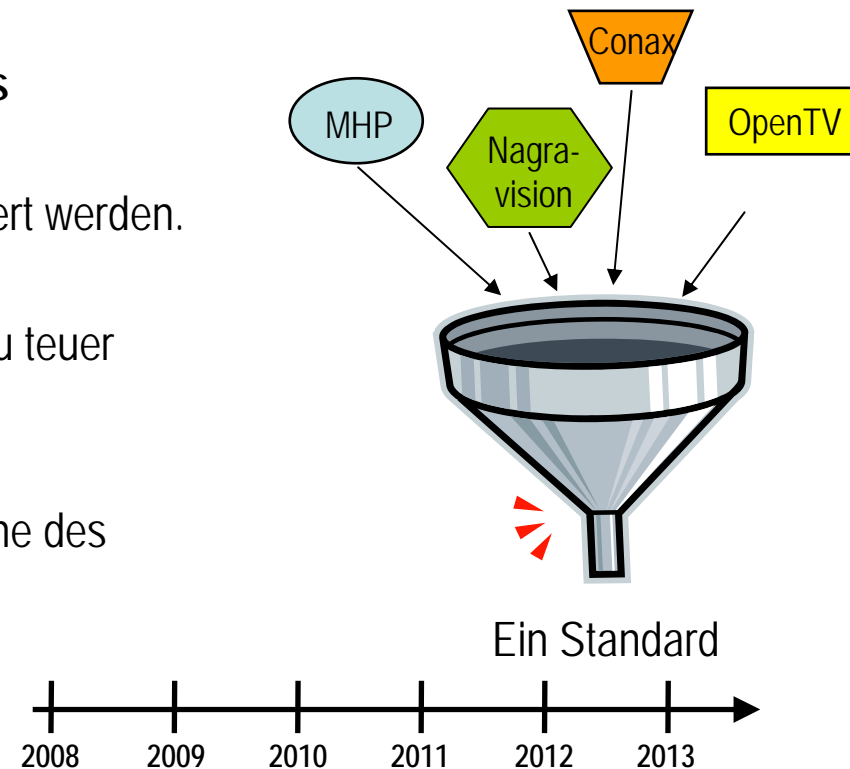 s
ert werden.
u teuer
ne des
MHP
Nagra-
vision
Conax
OpenTV
Ein Standard
2008 2009 2010 2011 2012 2013